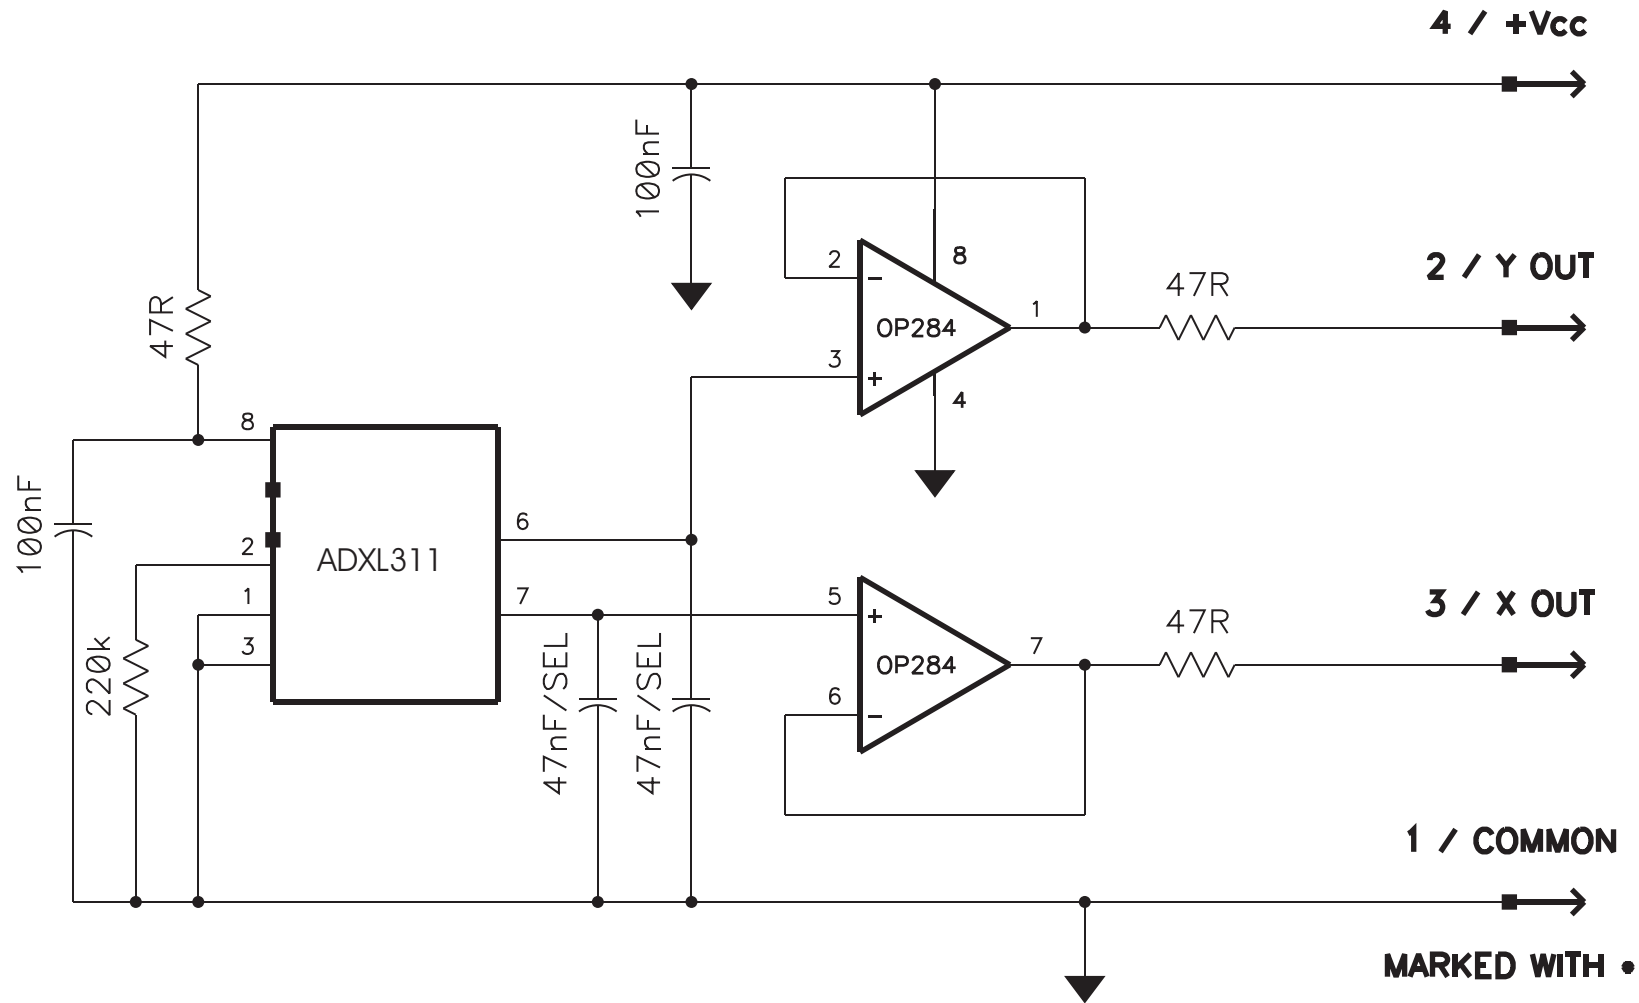 4 / +Vcc
100nF
2
8
2 / Y OUT
47R
47R
1
OP284
3
4
8
100nF
6
2
ADXL311
7
5
1
3 / X OUT
47R
3
220k
47nF/SEL
47nF/SEL
7
OP284
6
1 / COMMON
MARKED WITH •